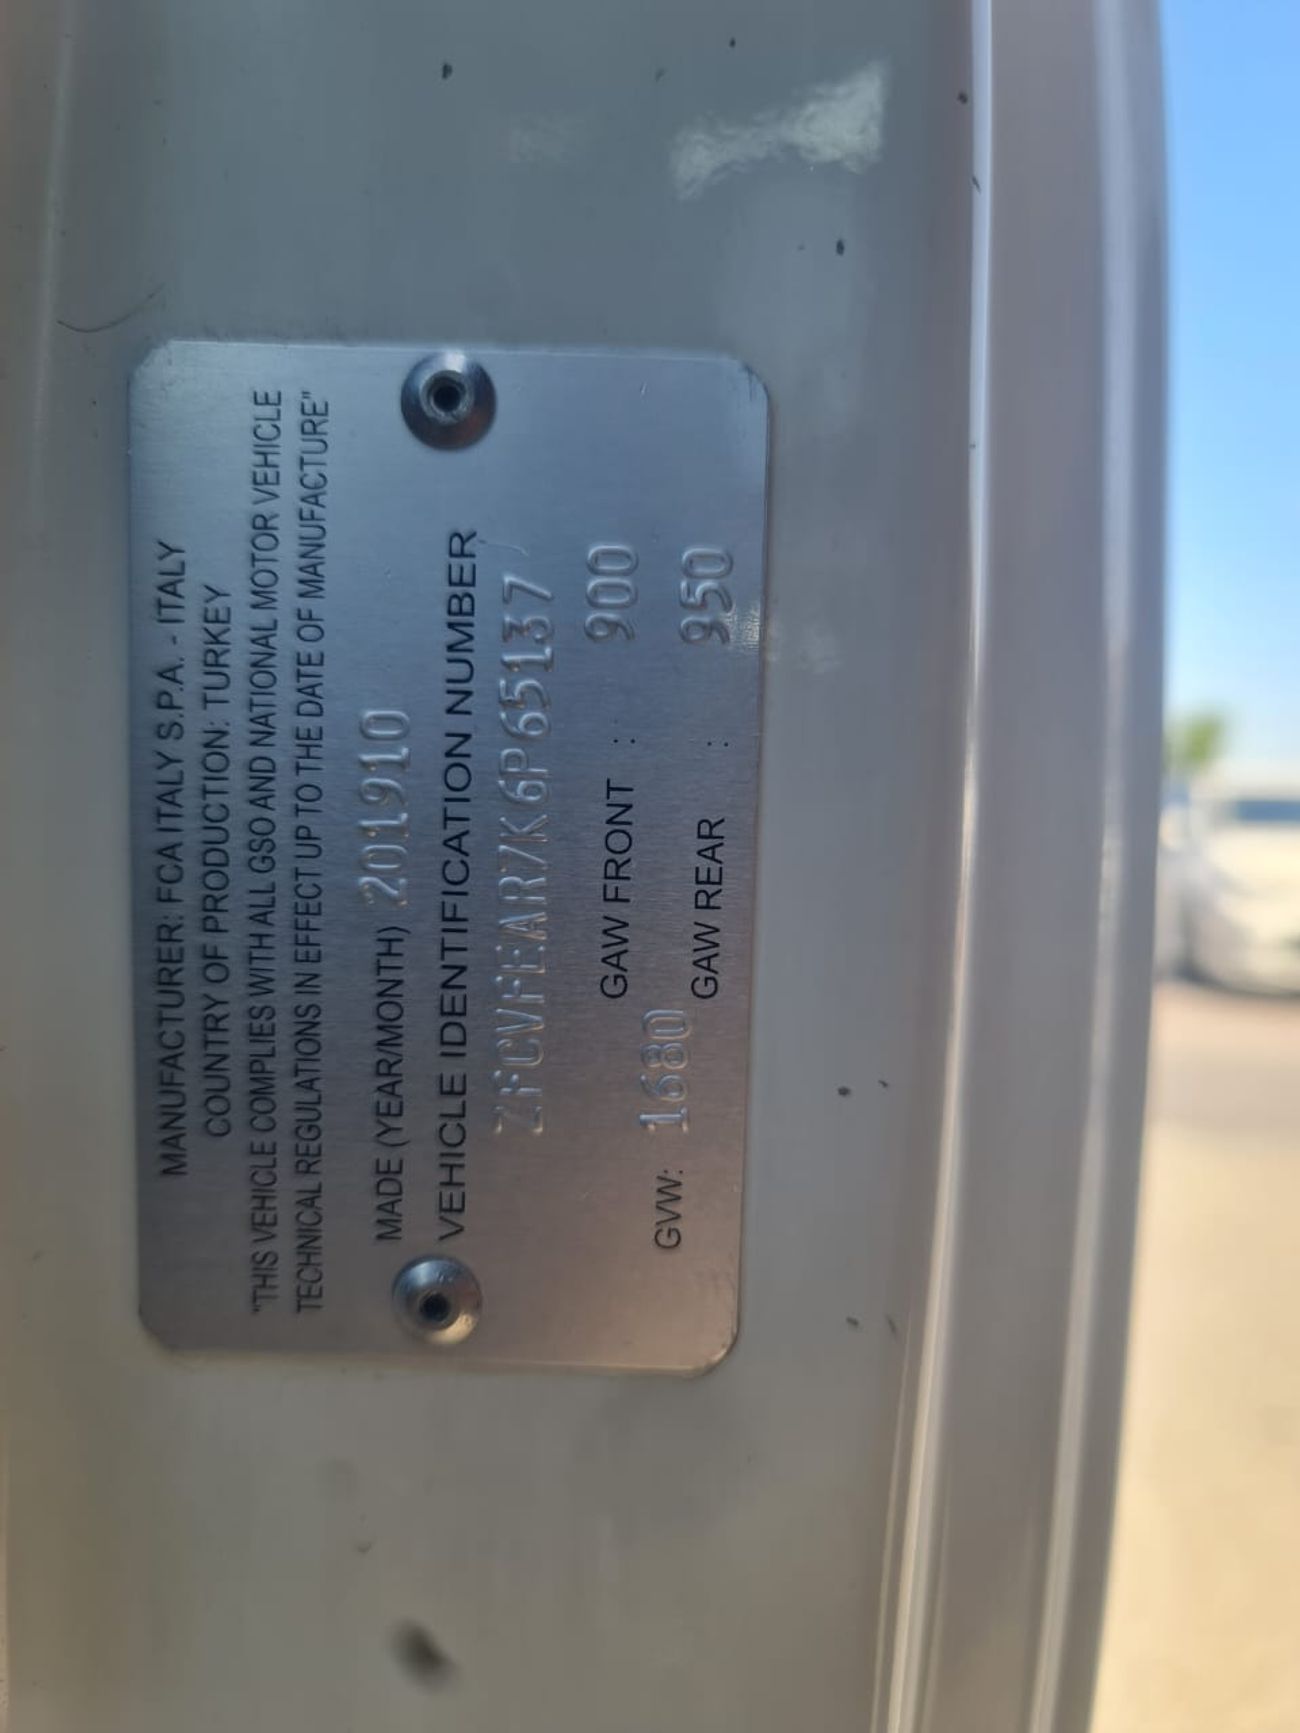 MANUFACTURER: FCA ITALY S.P.A. - ITALY
COUNTRY OF PRODUCTION: TURKEY
"THIS VEHICLE COMPLIES WITH ALL GSO AND NATIONAL MOTOR VEHICLE
TECHNICAL REGULATIONS IN EFFECT UP TO THE DATE OF MANUFACTURE"
MADE (YEAR/MONTH) 201910
VEHICLE IDENTIFICATION NUMBER
ZFCVFEAR7K6P65137
GAW FRONT : 900
GVW: 1680
GAW REAR : 950